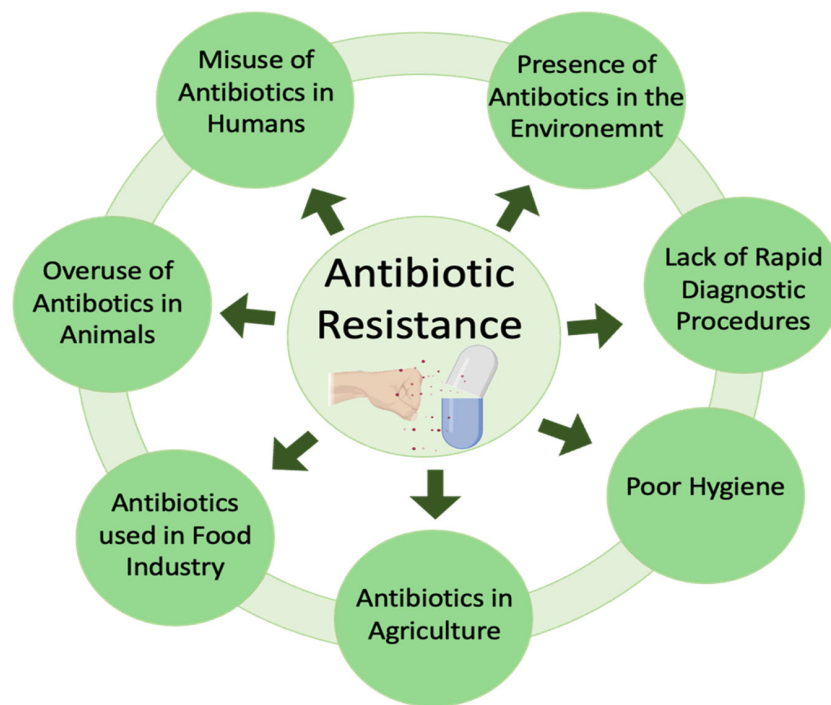 Misuse of
Antibiotics in
Humans
Presence of
Antibotics in the
Environemnt
Lack of Rapid
Diagnostic
Procedures
Poor Hygiene
Antibiotics in
Agriculture
Antibiotics
used in Food
Industry
Overuse of
Antibotics in
Animals
Antibiotic
Resistance